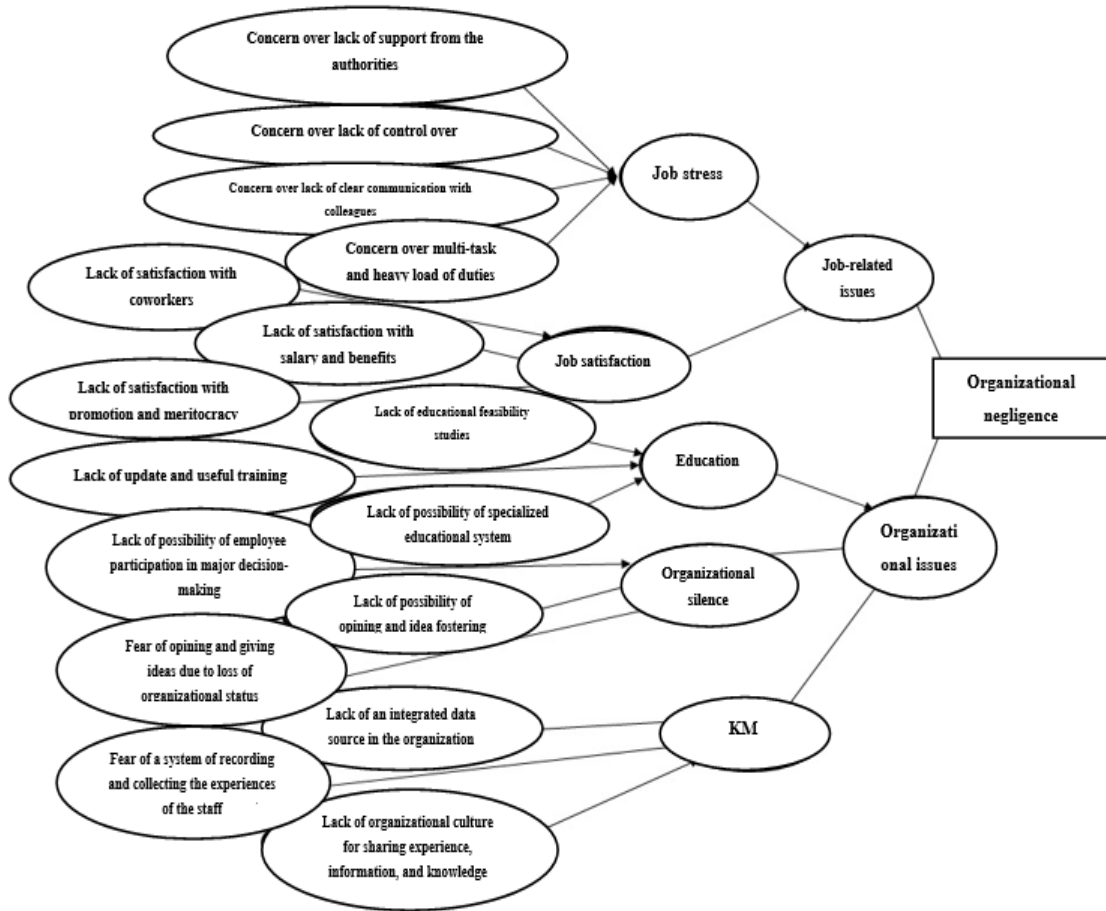 Concern over lack of support from the
authorities
Concern over lack of control over
Concern over lack of clear communication with
colleagues
Concern over multi-task
and heavy load of duties
Job stress
Lack of satisfaction with
coworkers
Lack of satisfaction with
salary and benefits
Lack of satisfaction with
promotion and meritocracy
Job satisfaction
Job-related
issues
Lack of educational feasibility
studies
Lack of update and useful training
Lack of possibility of specialized
educational system
Education
Lack of possibility of employee
participation in major decision-
making
Lack of possibility of
opining and idea fostering
Fear of opining and giving
ideas due to loss of
organizational status
Organizational
silence
Lack of an integrated data
source in the organization
Fear of a system of recording
and collecting the experiences
of the staff
Lack of organizational culture
for sharing experience,
information, and knowledge
KM
Organizati
onal issues
Organizational
negligence